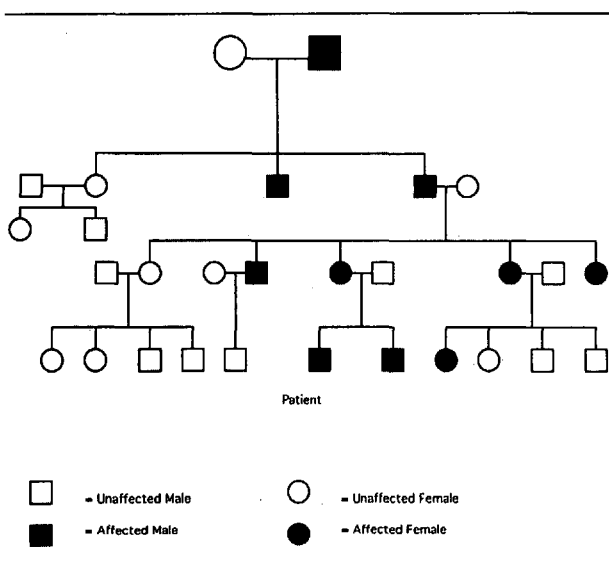 Patient
= Unaffected Male
= Unaffected Female
= Affected Male
= Affected Female